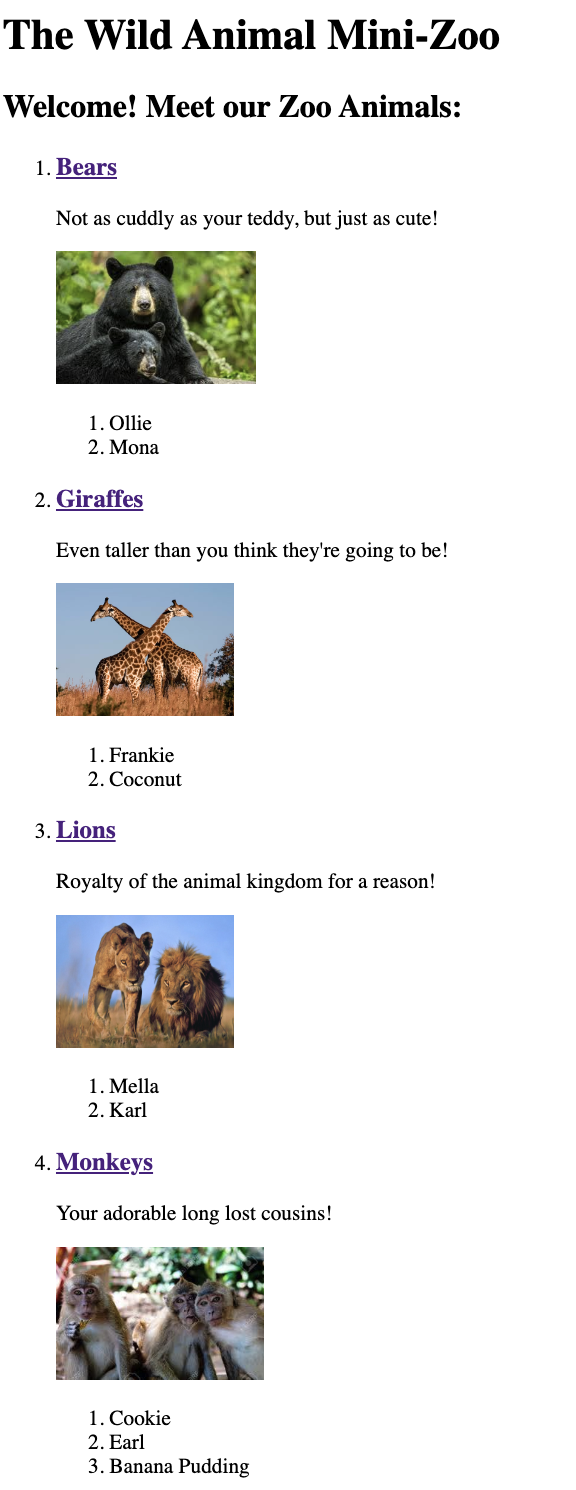 The Wild Animal Mini-Zoo
Welcome! Meet our Zoo Animals:
1. Bears
Not as cuddly as your teddy, but just as cute!
1. Ollie
2. Mona
2. Giraffes
Even taller than you think they're going to be!
1. Frankie
2. Coconut
3. Lions
Royalty of the animal kingdom for a reason!
1. Mella
2. Karl
4. Monkeys
Your adorable long lost cousins!
1. Cookie
2. Earl
3. Banana Pudding